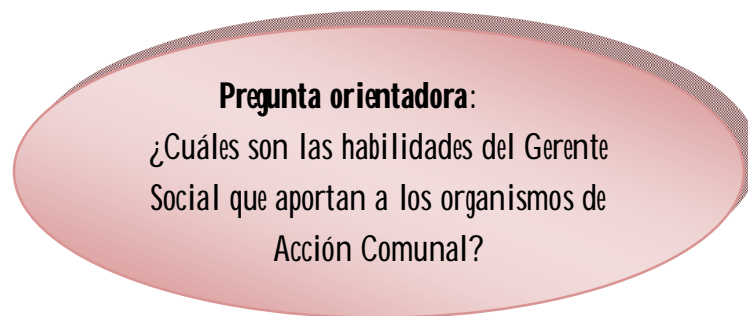 Pregunta orientadora:
¿Cuáles son las habilidades del Gerente
Social que aportan a los organismos de
Acción Comunal?